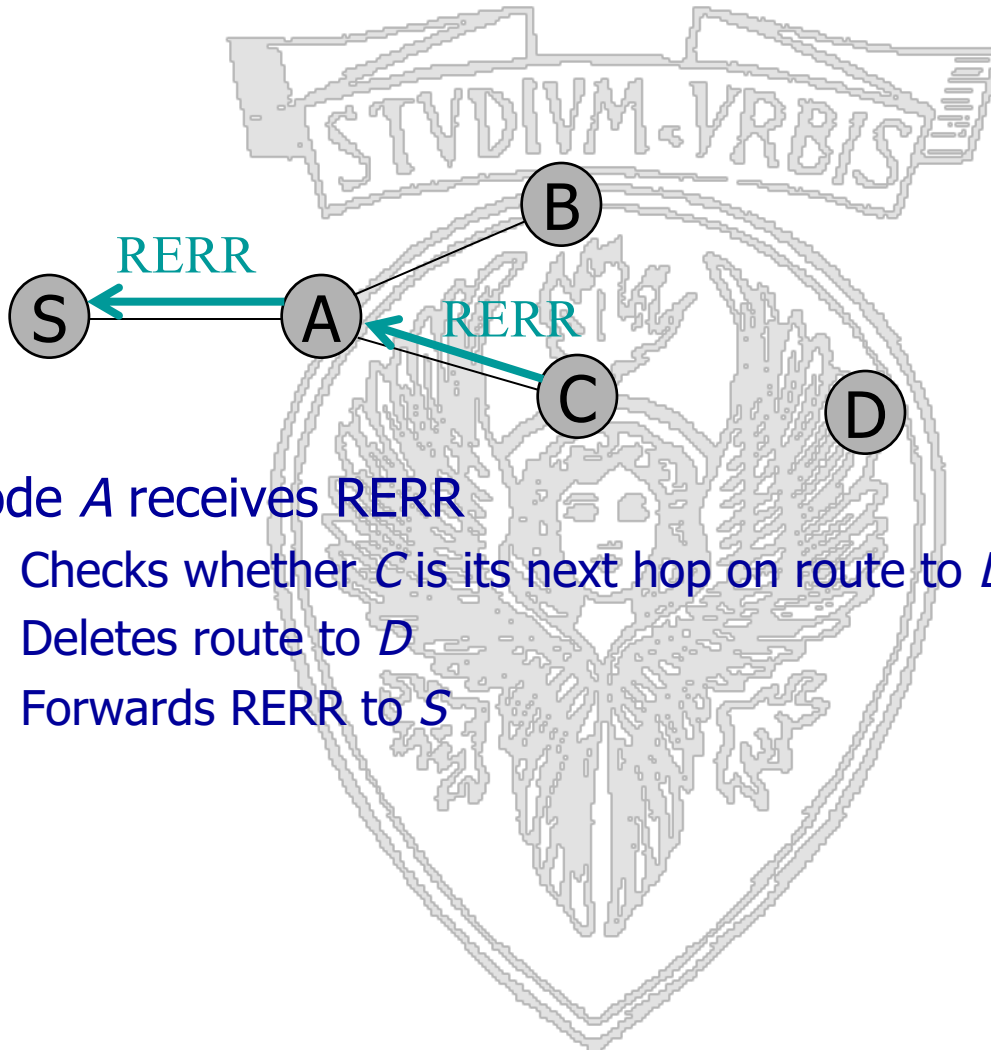 STVDIVM VRBIS
B
RERR
S
A
RERR
C
D
ode A receives RERR
Checks whether C is its next hop on route to D
Deletes route to D
Forwards RERR to S